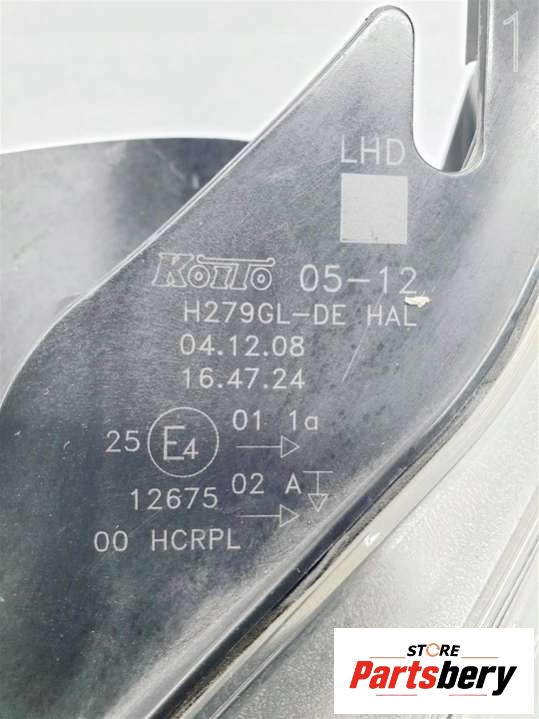 1
LHD
KOITO 05-12
H279GL-DE HAL
04.12.08
16.47.24
25 E4 01 1a
12675 02 A
00 HCRPL
STORE
Partsbery